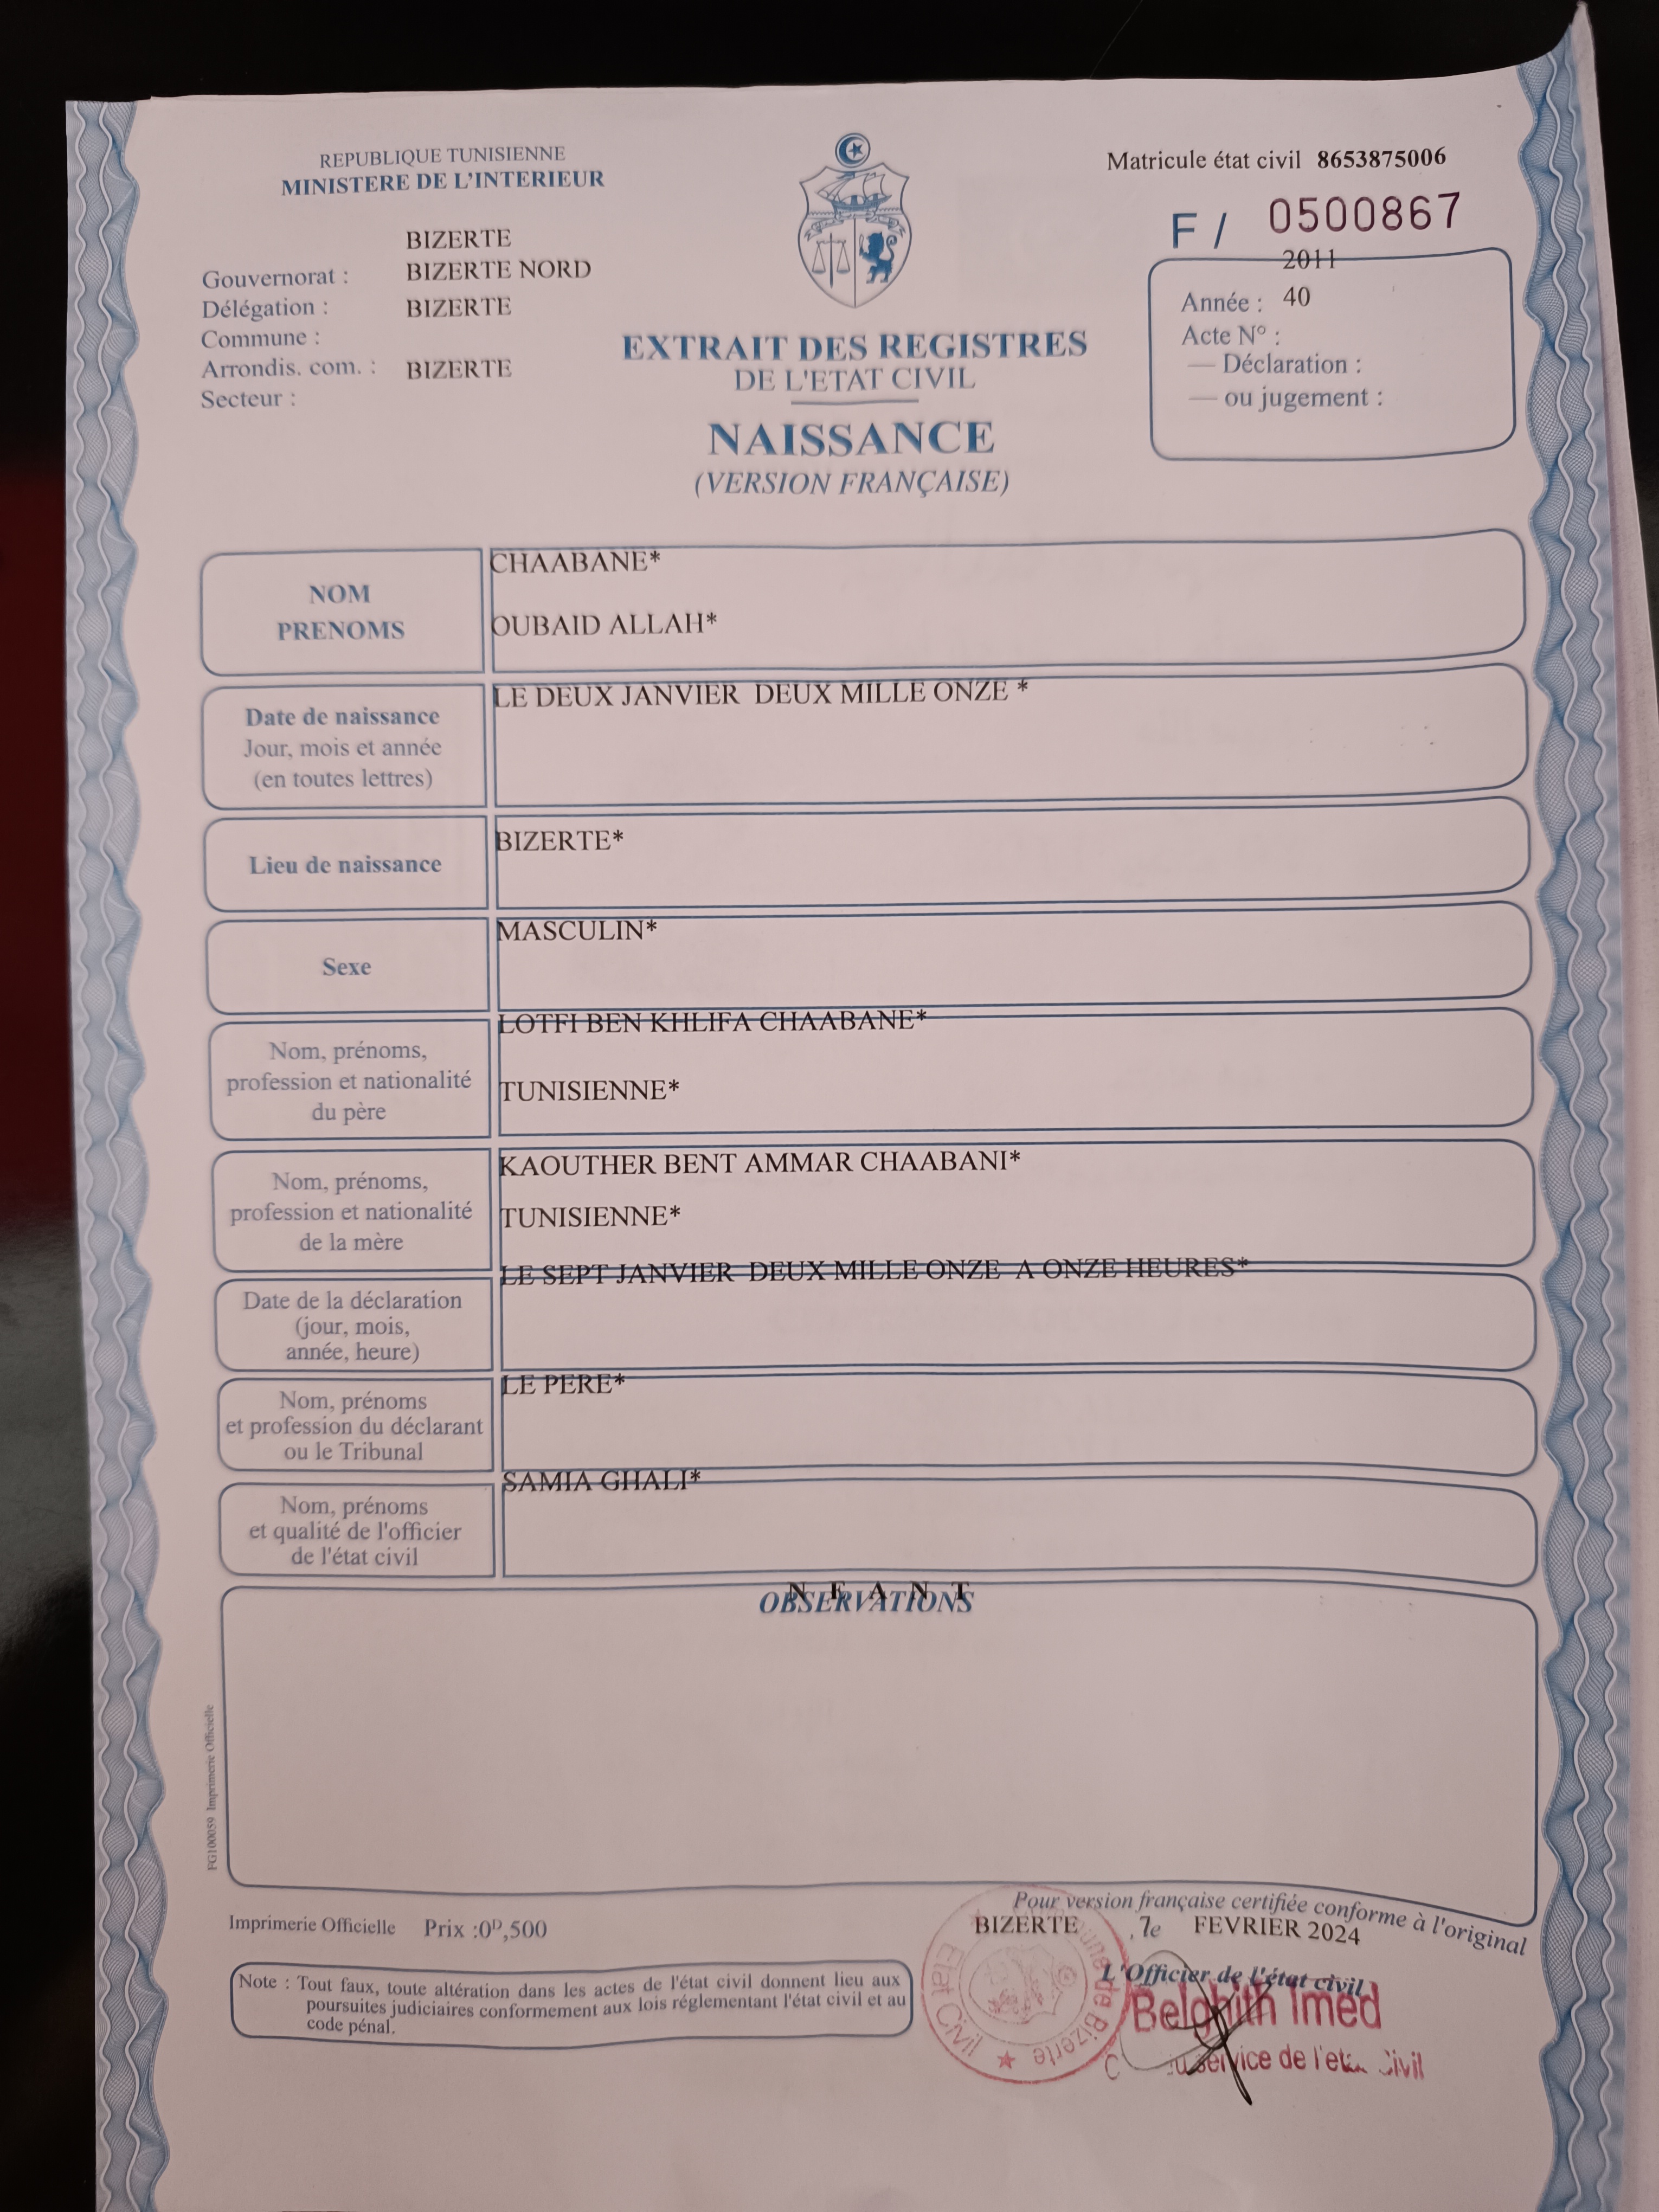 REPUBLIQUE TUNISIENNE
MINISTERE DE L'INTERIEUR
Matricule état civil 8653875006
F / 0500867
BIZERTE
Gouvernorat : BIZERTE NORD
Délégation : BIZERTE
Commune :
Arrondis. com. : BIZERTE
Secteur :
2011
Année : 40
Acte N° :
— Déclaration :
— ou jugement :
EXTRAIT DES REGISTRES
DE L'ETAT CIVIL
NAISSANCE
(VERSION FRANÇAISE)
NOM
PRENOMS
CHAABANE*
OUBAID ALLAH*
Date de naissance
Jour, mois et année
(en toutes lettres)
LE DEUX JANVIER DEUX MILLE ONZE *
Lieu de naissance
BIZERTE*
Sexe
MASCULIN*
Nom, prénoms,
profession et nationalité
du père
LOTFI BEN KHLIFA CHAABANE*
TUNISIENNE*
Nom, prénoms,
profession et nationalité
de la mère
KAOUTHER BENT AMMAR CHAABANI*
TUNISIENNE*
Date de la déclaration
(jour, mois,
année, heure)
LE SEPT JANVIER DEUX MILLE ONZE A ONZE HEURES*
Nom, prénoms
et profession du déclarant
ou le Tribunal
LE PERE*
Nom, prénoms
et qualité de l'officier
de l'état civil
SAMIA GHALI*
N E A N T
OBSERVATIONS
FG100059 Imprimerie Officielle
Imprimerie Officielle Prix :0ᴰ,500
Pour version française certifiée conforme à l'original
BIZERTE , le FEVRIER 2024
L'Officier de l'état civil
Belghith Imed
service de l'etat Civil
Etat Civil ★ de Bizerte
Note : Tout faux, toute altération dans les actes de l'état civil donnent lieu aux
poursuites judiciaires conformement aux lois réglementant l'état civil et au
code pénal.